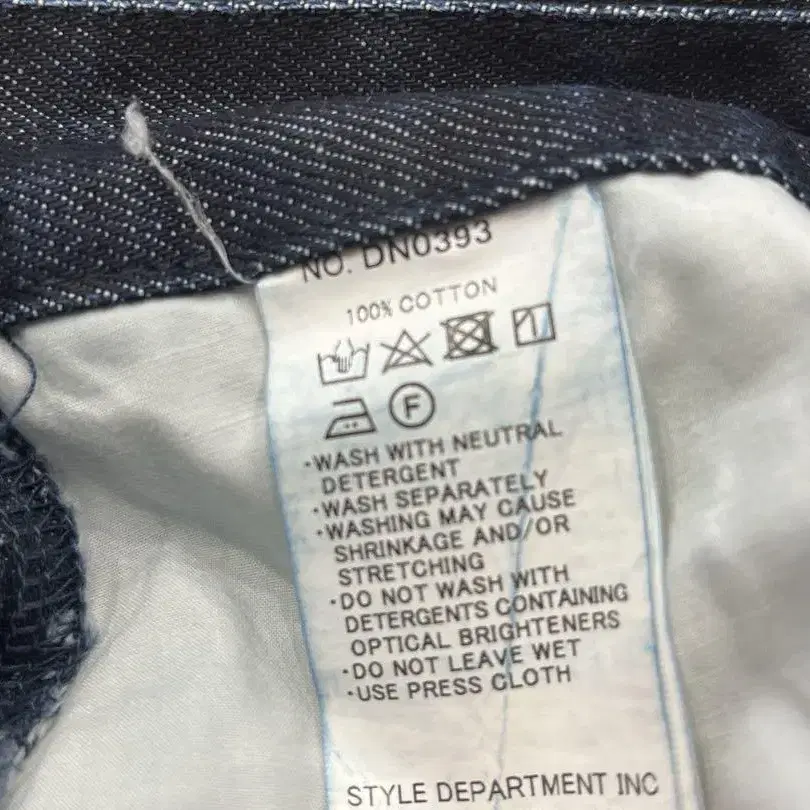 NO. DN0393
100% COTTON
F
·WASH WITH NEUTRAL
DETERGENT
·WASH SEPARATELY
·WASHING MAY CAUSE
SHRINKAGE AND/OR
STRETCHING
·DO NOT WASH WITH
DETERGENTS CONTAINING
OPTICAL BRIGHTENERS
·DO NOT LEAVE WET
·USE PRESS CLOTH
STYLE DEPARTMENT INC